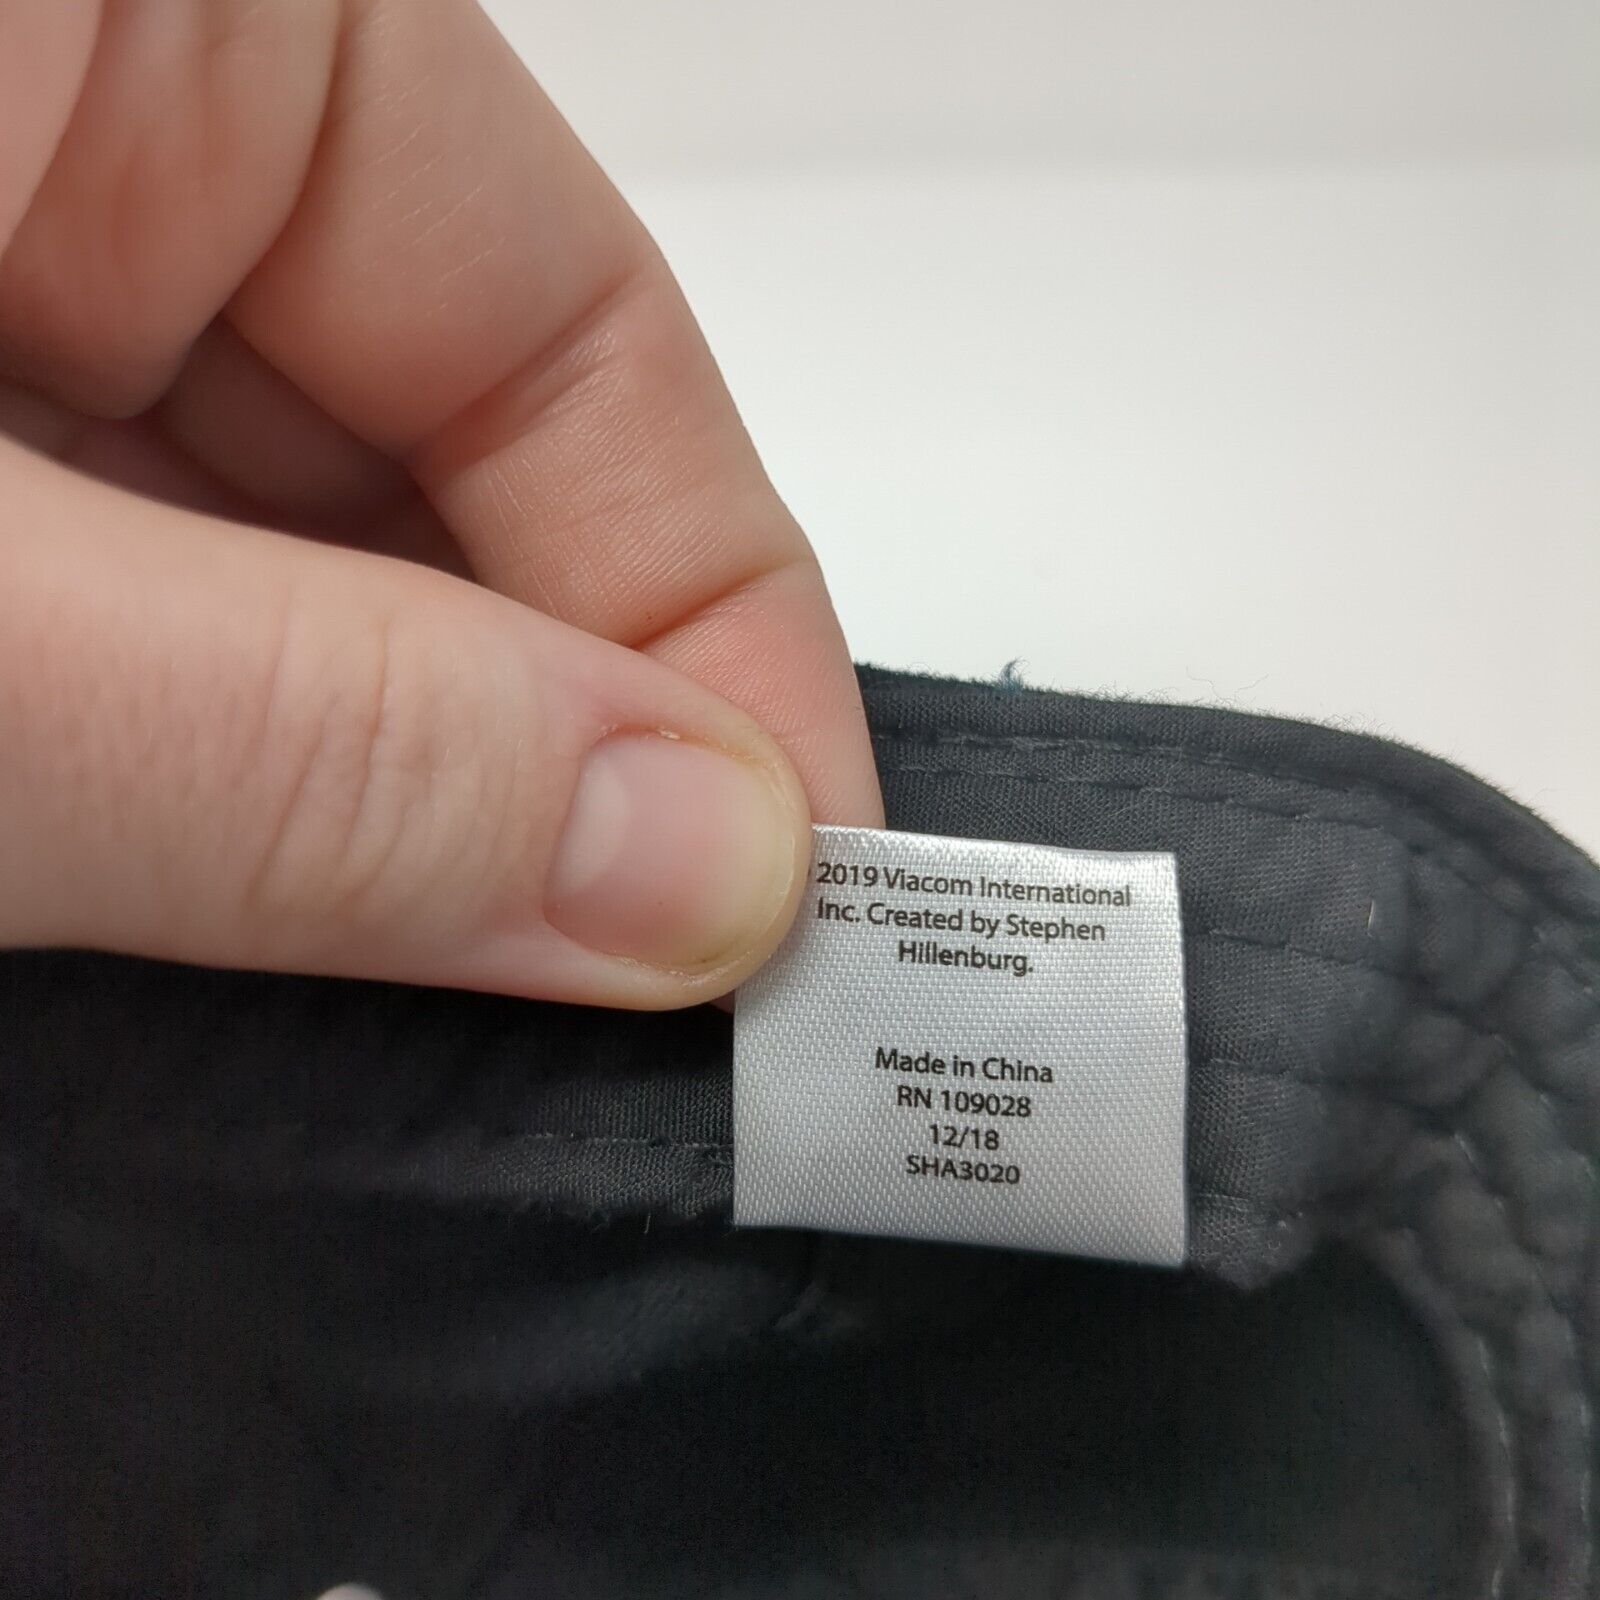 2019 Viacom International
Inc. Created by Stephen
Hillenburg.
Made in China
RN 109028
12/18
SHA3020